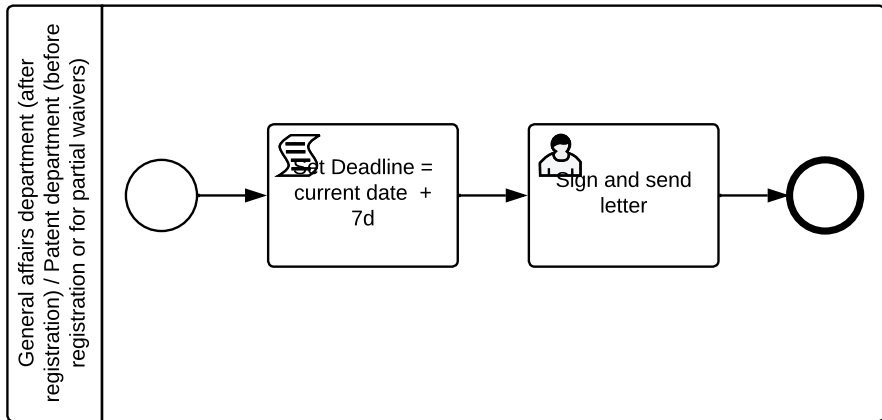 General affairs department (after
registration) / Patent department (before
registration or for partial waivers)
Set Deadline =
current date +
7d
Sign and send
letter